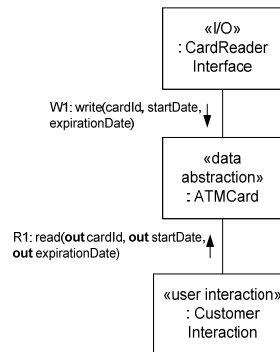 «I/O»
: CardReader
Interface
W1: write(cardId, startDate,
expirationDate)
«data
abstraction»
: ATMCard
R1: read(out cardId, out startDate,
out expirationDate)
«user interaction»
: Customer
Interaction